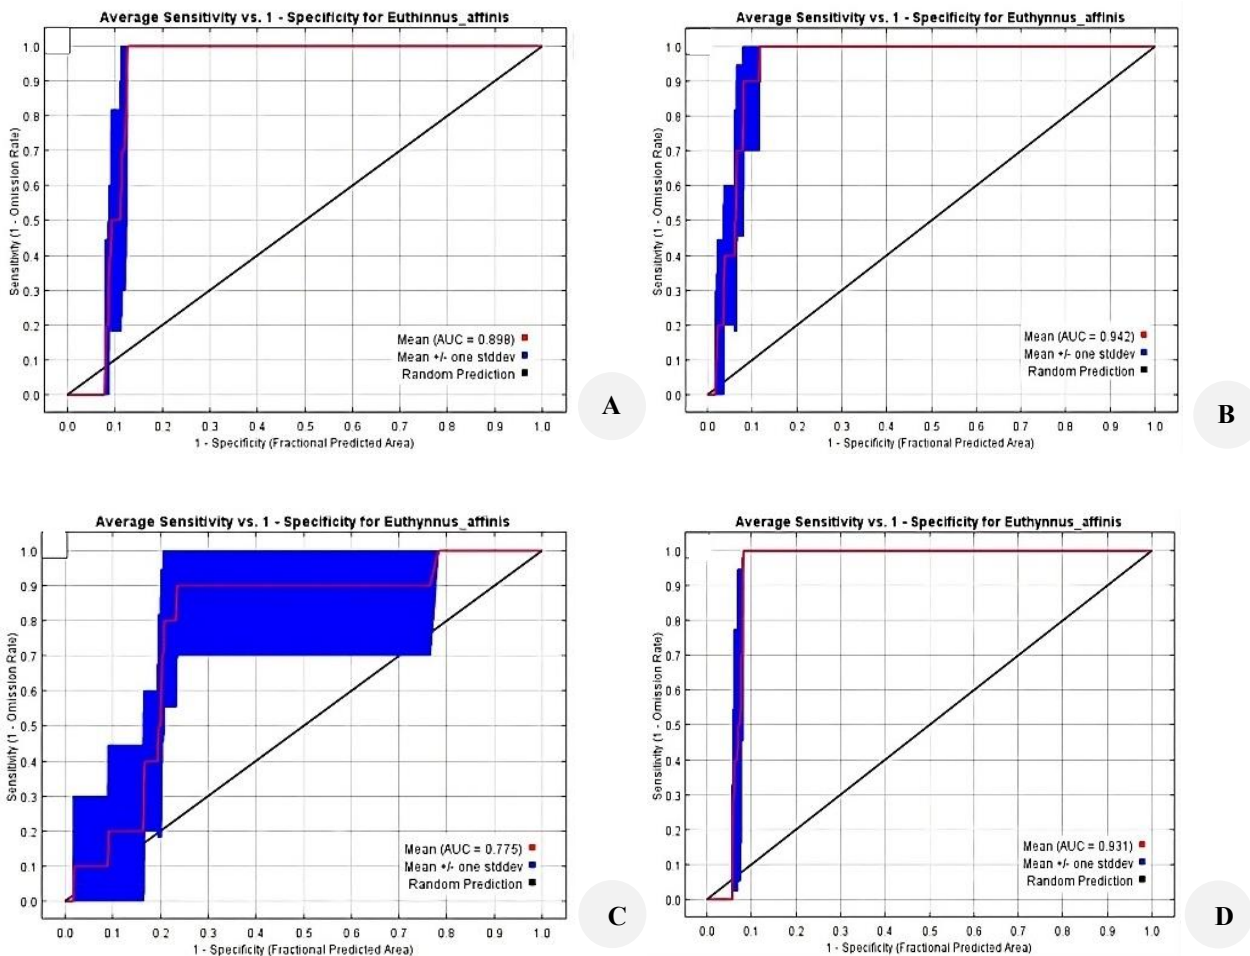 Average Sensitivity vs. 1 - Specificity for Euthinnus_affinis
Sensitivity (1 - Omission Rate)
1.0
0.9
0.8
0.7
0.6
0.5
0.4
0.3
0.2
0.1
0.0
Mean (AUC = 0.898)
Mean +/- one stddev
Random Prediction
0.0 0.1 0.2 0.3 0.4 0.5 0.6 0.7 0.8 0.9 1.0
1 - Specificity (Fractional Predicted Area)
A
Average Sensitivity vs. 1 - Specificity for Euthynnus_affinis
Sensitivity (1 - Omission Rate)
1.0
0.9
0.8
0.7
0.6
0.5
0.4
0.3
0.2
0.1
0.0
Mean (AUC = 0.942)
Mean +/- one stddev
Random Prediction
0.0 0.1 0.2 0.3 0.4 0.5 0.6 0.7 0.8 0.9 1.0
1 - Specificity (Fractional Predicted Area)
B
Average Sensitivity vs. 1 - Specificity for Euthynnus_affinis
Sensitivity (1 - Omission Rate)
1.0
0.9
0.8
0.7
0.6
0.5
0.4
0.3
0.2
0.1
0.0
Mean (AUC = 0.775)
Mean +/- one stddev
Random Prediction
0.0 0.1 0.2 0.3 0.4 0.5 0.6 0.7 0.8 0.9 1.0
1 - Specificity (Fractional Predicted Area)
C
Average Sensitivity vs. 1 - Specificity for Euthynnus_affinis
Sensitivity (1 - Omission Rate)
1.0
0.9
0.8
0.7
0.6
0.5
0.4
0.3
0.2
0.1
0.0
Mean (AUC = 0.931)
Mean +/- one stddev
Random Prediction
0.0 0.1 0.2 0.3 0.4 0.5 0.6 0.7 0.8 0.9 1.0
1 - Specificity (Fractional Predicted Area)
D